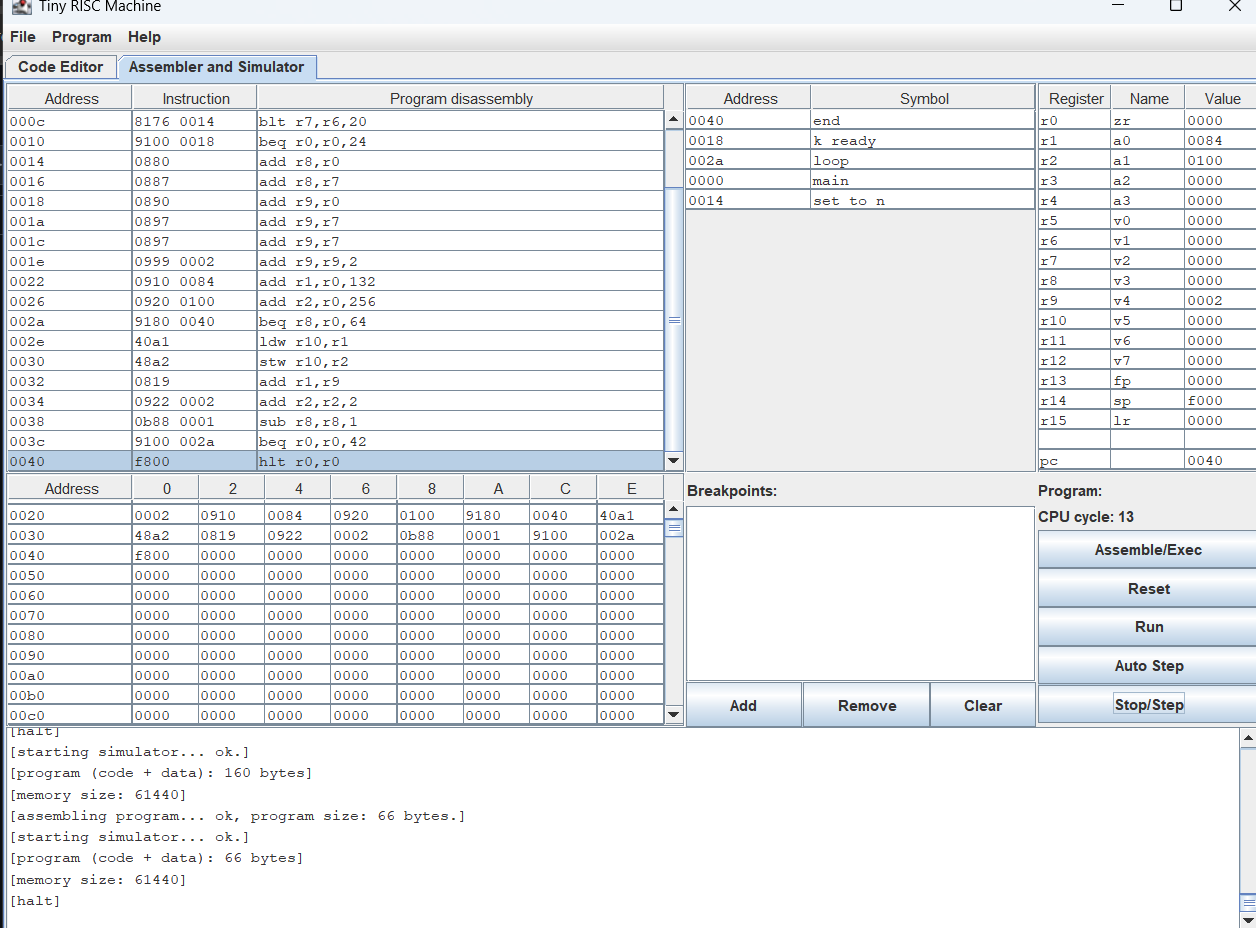 Tiny RISC Machine
File Program Help
Code Editor Assembler and Simulator
Address Instruction Program disassembly
000c 8176 0014 blt r7,r6,20
0010 9100 0018 beq r0,r0,24
0014 0880 add r8,r0
0016 0887 add r8,r7
0018 0890 add r9,r0
001a 0897 add r9,r7
001c 0897 add r9,r7
001e 0999 0002 add r9,r9,2
0022 0910 0084 add r1,r0,132
0026 0920 0100 add r2,r0,256
002a 9180 0040 beq r8,r0,64
002e 40a1 ldw r10,r1
0030 48a2 stw r10,r2
0032 0819 add r1,r9
0034 0922 0002 add r2,r2,2
0038 0b88 0001 sub r8,r8,1
003c 9100 002a beq r0,r0,42
0040 f800 hlt r0,r0
Address Symbol
0040 end
0018 k ready
002a loop
0000 main
0014 set to n
Register Name Value
r0 zr 0000
r1 a0 0084
r2 a1 0100
r3 a2 0000
r4 a3 0000
r5 v0 0000
r6 v1 0000
r7 v2 0000
r8 v3 0000
r9 v4 0002
r10 v5 0000
r11 v6 0000
r12 v7 0000
r13 fp 0000
r14 sp f000
r15 lr 0000
pc 0040
Address 0 2 4 6 8 A C E
0020 0002 0910 0084 0920 0100 9180 0040 40a1
0030 48a2 0819 0922 0002 0b88 0001 9100 002a
0040 f800 0000 0000 0000 0000 0000 0000 0000
0050 0000 0000 0000 0000 0000 0000 0000 0000
0060 0000 0000 0000 0000 0000 0000 0000 0000
0070 0000 0000 0000 0000 0000 0000 0000 0000
0080 0000 0000 0000 0000 0000 0000 0000 0000
0090 0000 0000 0000 0000 0000 0000 0000 0000
00a0 0000 0000 0000 0000 0000 0000 0000 0000
00b0 0000 0000 0000 0000 0000 0000 0000 0000
00c0 0000 0000 0000 0000 0000 0000 0000 0000
Breakpoints:
Add Remove Clear
Program:
CPU cycle: 13
Assemble/Exec
Reset
Run
Auto Step
Stop/Step
[halt]
[starting simulator... ok.]
[program (code + data): 160 bytes]
[memory size: 61440]
[assembling program... ok, program size: 66 bytes.]
[starting simulator... ok.]
[program (code + data): 66 bytes]
[memory size: 61440]
[halt]